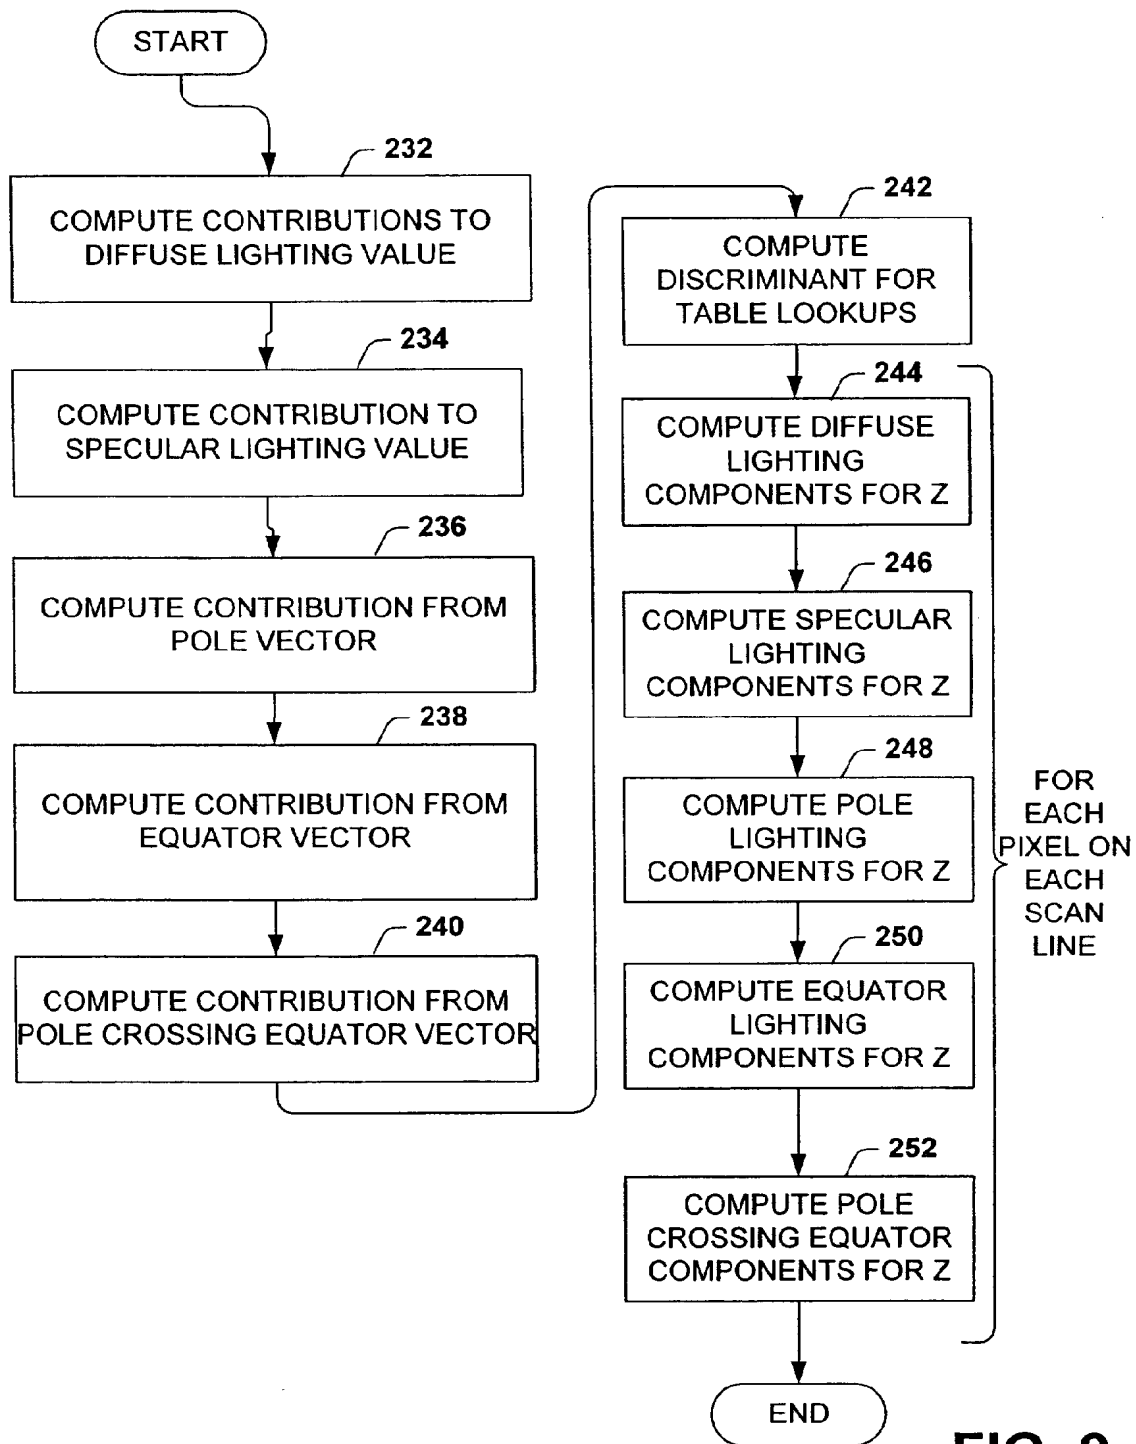 START
232
COMPUTE CONTRIBUTIONS TO
DIFFUSE LIGHTING VALUE
234
COMPUTE CONTRIBUTION TO
SPECULAR LIGHTING VALUE
236
COMPUTE CONTRIBUTION FROM
POLE VECTOR
238
COMPUTE CONTRIBUTION FROM
EQUATOR VECTOR
240
COMPUTE CONTRIBUTION FROM
POLE CROSSING EQUATOR VECTOR
242
COMPUTE
DISCRIMINANT FOR
TABLE LOOKUPS
244
COMPUTE DIFFUSE
LIGHTING
COMPONENTS FOR Z
246
COMPUTE SPECULAR
LIGHTING
COMPONENTS FOR Z
248
COMPUTE POLE
LIGHTING
COMPONENTS FOR Z
250
COMPUTE EQUATOR
LIGHTING
COMPONENTS FOR Z
252
COMPUTE POLE
CROSSING EQUATOR
COMPONENTS FOR Z
FOR
EACH
PIXEL ON
EACH
SCAN
LINE
END
FIG.